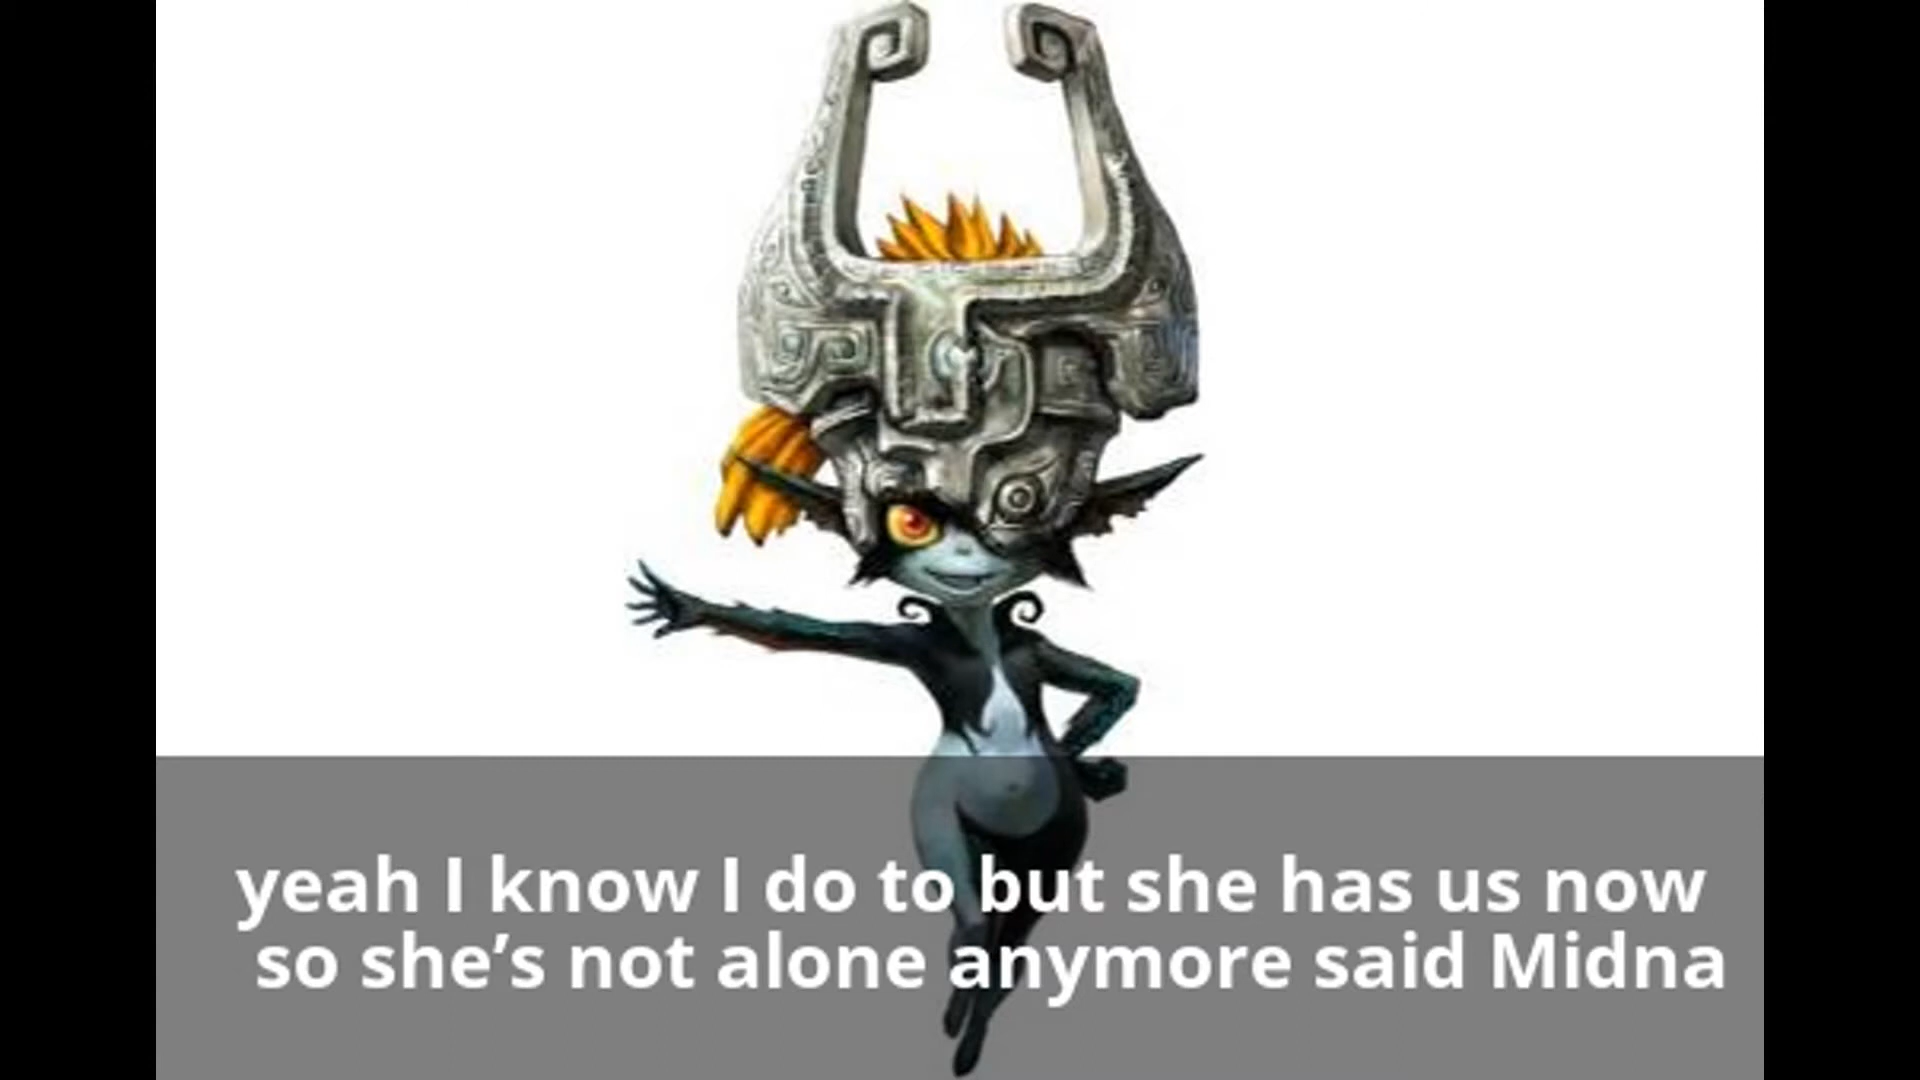 yeah I know I do to but she has us now
so she’s not alone anymore said Midna